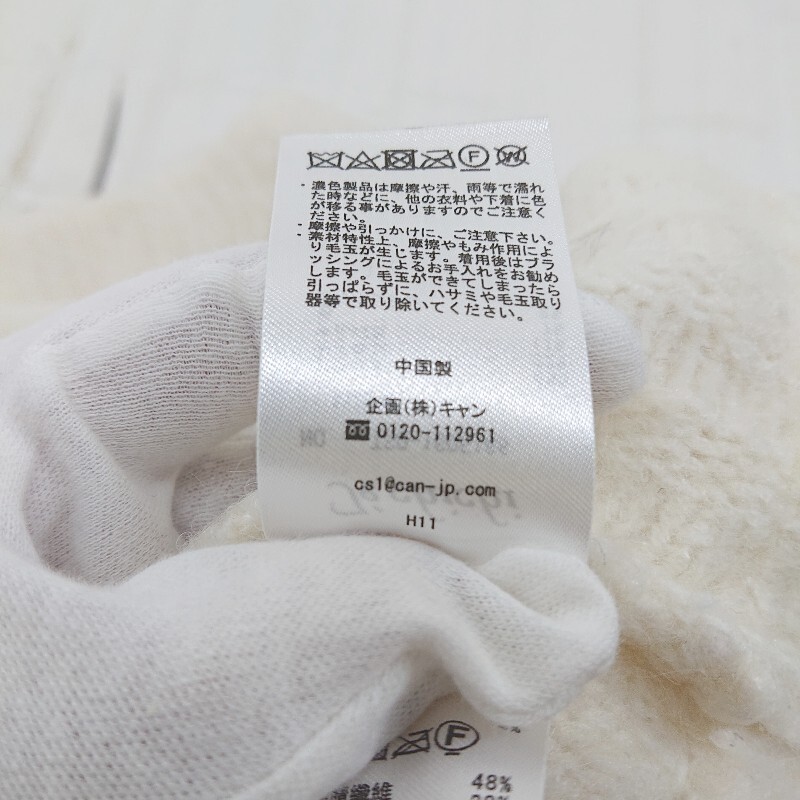 F W
・濃色製品は摩擦や汗、雨等で濡れ
た時などに、他の衣料や下着に色
が移る事がありますのでご注意く
ださい。
・摩擦や引っかけに、ご注意下さい。
・素材特性上、摩擦やもみ作用によ
り毛玉が生じます。着用後はブラ
ッシングによるお手入れをお勧め
します。毛玉ができてしまったら
引っぱらずに、ハサミや毛玉取り
器等で取り除いてください。
中国製
企画(株)キャン
0120-112961
cs1@can-jp.com
H11
F
繊維 48%